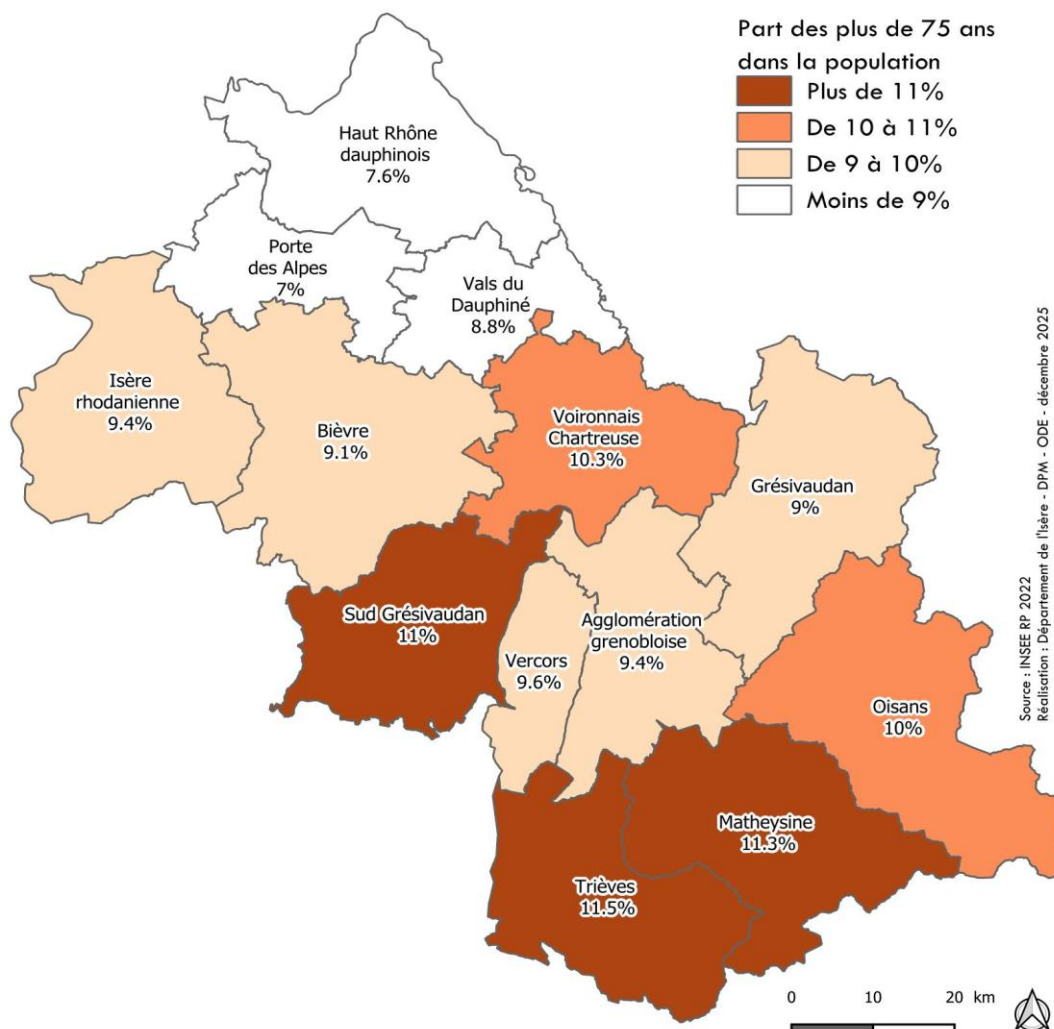 Part des plus de 75 ans
dans la population
Plus de 11%
De 10 à 11%
De 9 à 10%
Moins de 9%
Haut Rhône
dauphinois
7.6%
Porte
des Alpes
7%
Vals du
Dauphiné
8.8%
Isère
rhodanienne
9.4%
Bièvre
9.1%
Voironnais
Chartreuse
10.3%
Grésivaudan
9%
Sud Grésivaudan
11%
Vercors
9.6%
Agglomération
grenobloise
9.4%
Oisans
10%
Matheysine
11.3%
Trièves
11.5%
Source : INSEE RP 2022
Réalisation : Département de l'Isère - DPM - ODE - décembre 2025
0 10 20 km